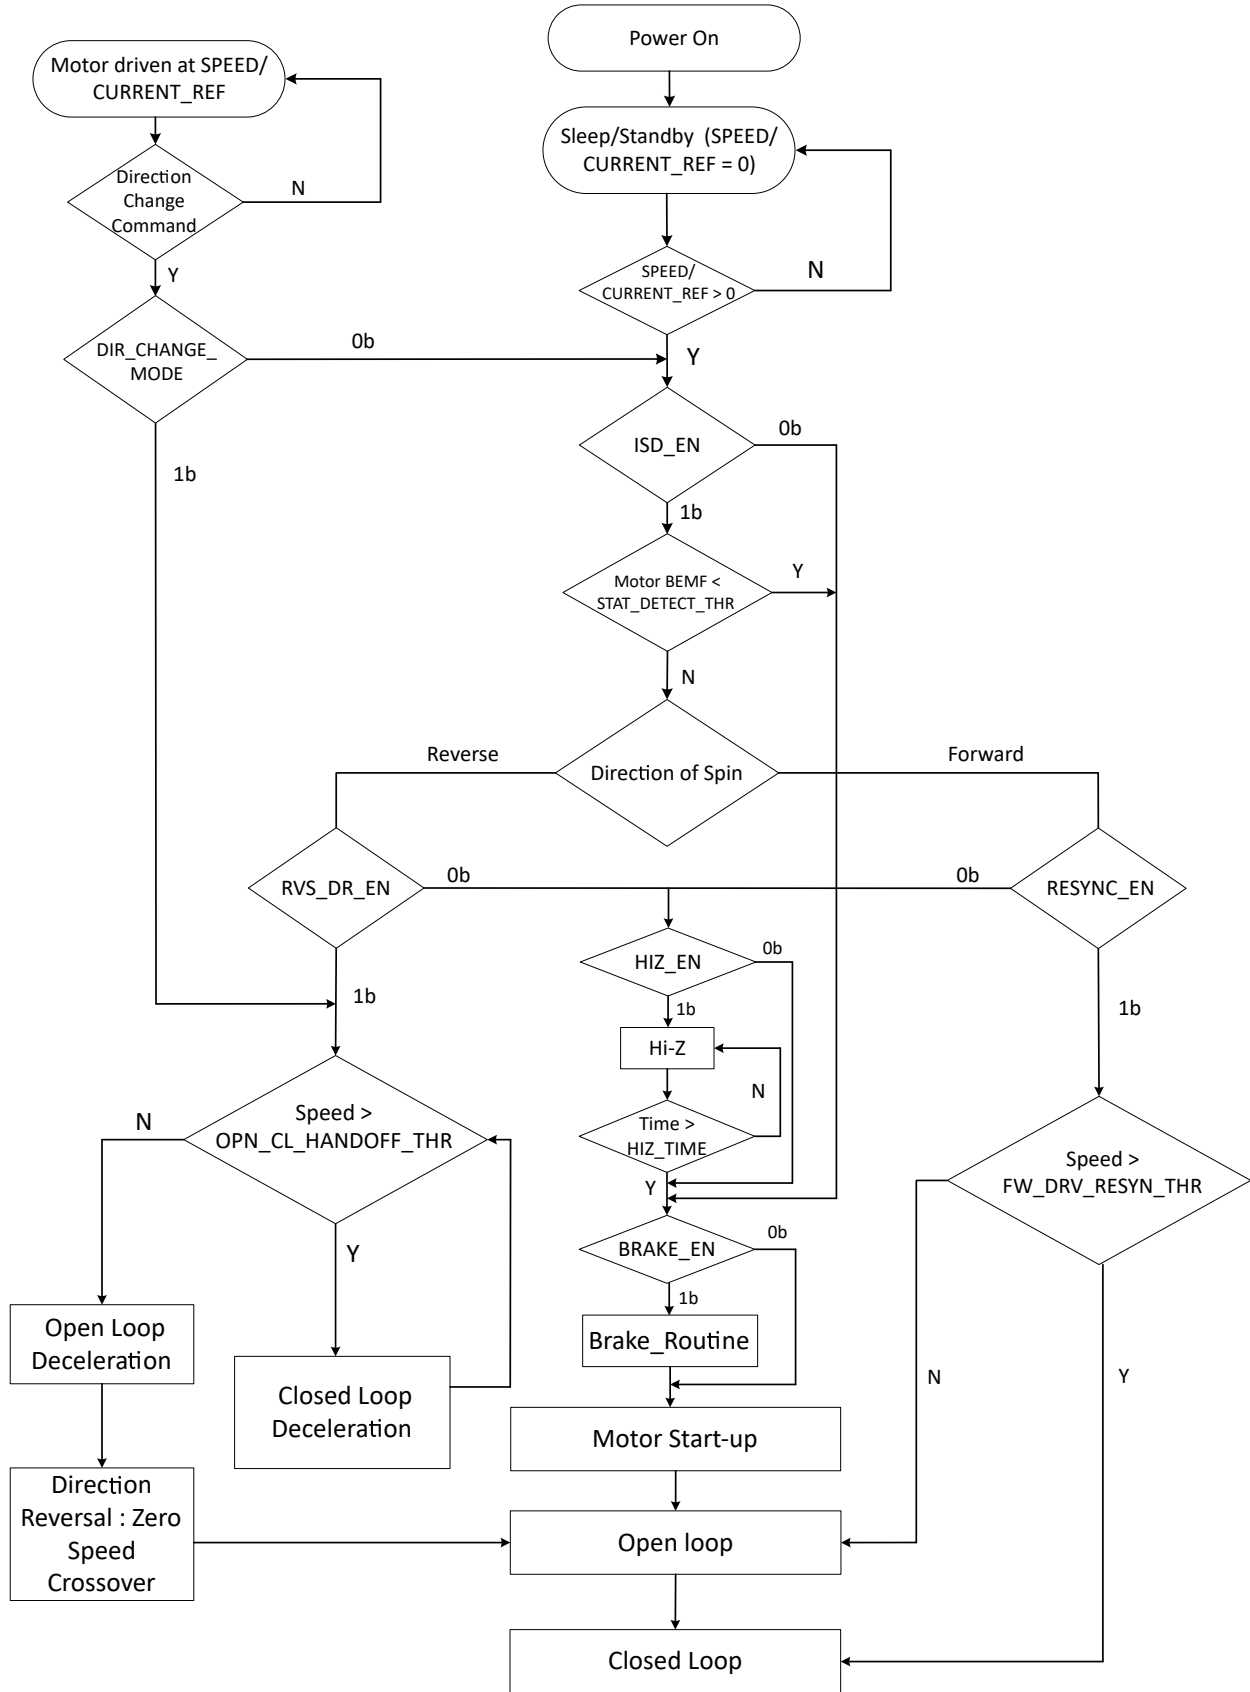 Power On
Motor driven at SPEED/
CURRENT_REF
Sleep/Standby (SPEED/
CURRENT_REF = 0)
Direction
Change
Command
N
Y
SPEED/
CURRENT_REF > 0
N
Y
DIR_CHANGE_
MODE
0b
1b
ISD_EN
0b
1b
Motor BEMF <
STAT_DETECT_THR
Y
N
Direction of Spin
Reverse
Forward
RVS_DR_EN
0b
1b
0b
RESYNC_EN
1b
HIZ_EN
0b
1b
Hi-Z
Time >
HIZ_TIME
N
Y
Speed >
OPN_CL_HANDOFF_THR
N
Y
Speed >
FW_DRV_RESYN_THR
N
Y
BRAKE_EN
0b
1b
Brake_Routine
Open Loop
Deceleration
Closed Loop
Deceleration
Motor Start-up
Direction
Reversal : Zero
Speed
Crossover
Open loop
Closed Loop